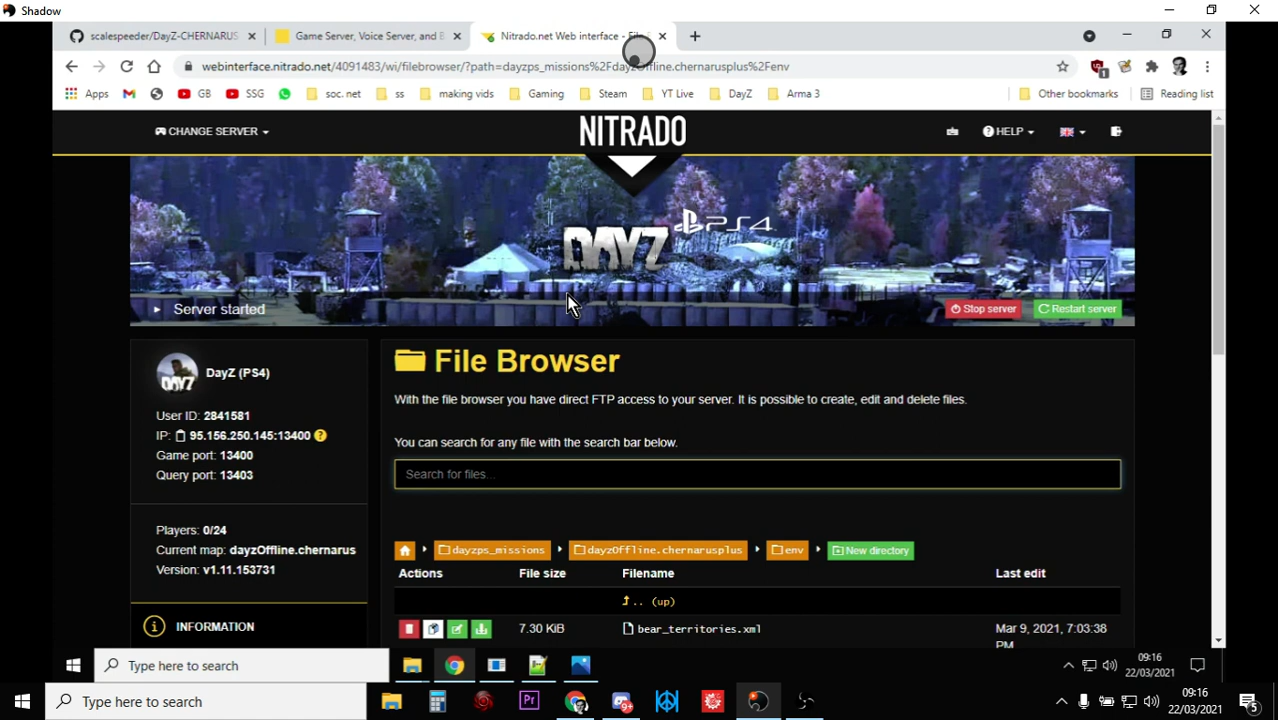 Shadow
scalespeeder/DayZ-CHERNARUS
Game Server, Voice Server, and B
Nitrado.net Web interface - File
webinterface.nitrado.net/4091483/wi/filebrowser/?path=dayzps_missions%2FdayzOffline.chernarusplus%2Fenv
1
Apps
GB
SSG
soc. net
ss
making vids
Gaming
Steam
YT Live
DayZ
Arma 3
Other bookmarks
Reading list
CHANGE SERVER
NITRADO
HELP
PS4
DAYZ
Server started
Stop server
Restart server
DAYZ
DayZ (PS4)
User ID: 2841581
IP: 95.156.250.145:13400
Game port: 13400
Query port: 13403
Players: 0/24
Current map: dayzOffline.chernarus
Version: v1.11.153731
INFORMATION
File Browser
With the file browser you have direct FTP access to your server. It is possible to create, edit and delete files.
You can search for any file with the search bar below.
Search for files...
dayzps_missions
dayzOffline.chernarusplus
env
New directory
Actions
File size
Filename
Last edit
.. (up)
7.30 KiB
bear_territories.xml
Mar 9, 2021, 7:03:38
PM
Type here to search
09:16
22/03/2021
Type here to search
Pr
9+
09:16
22/03/2021
5